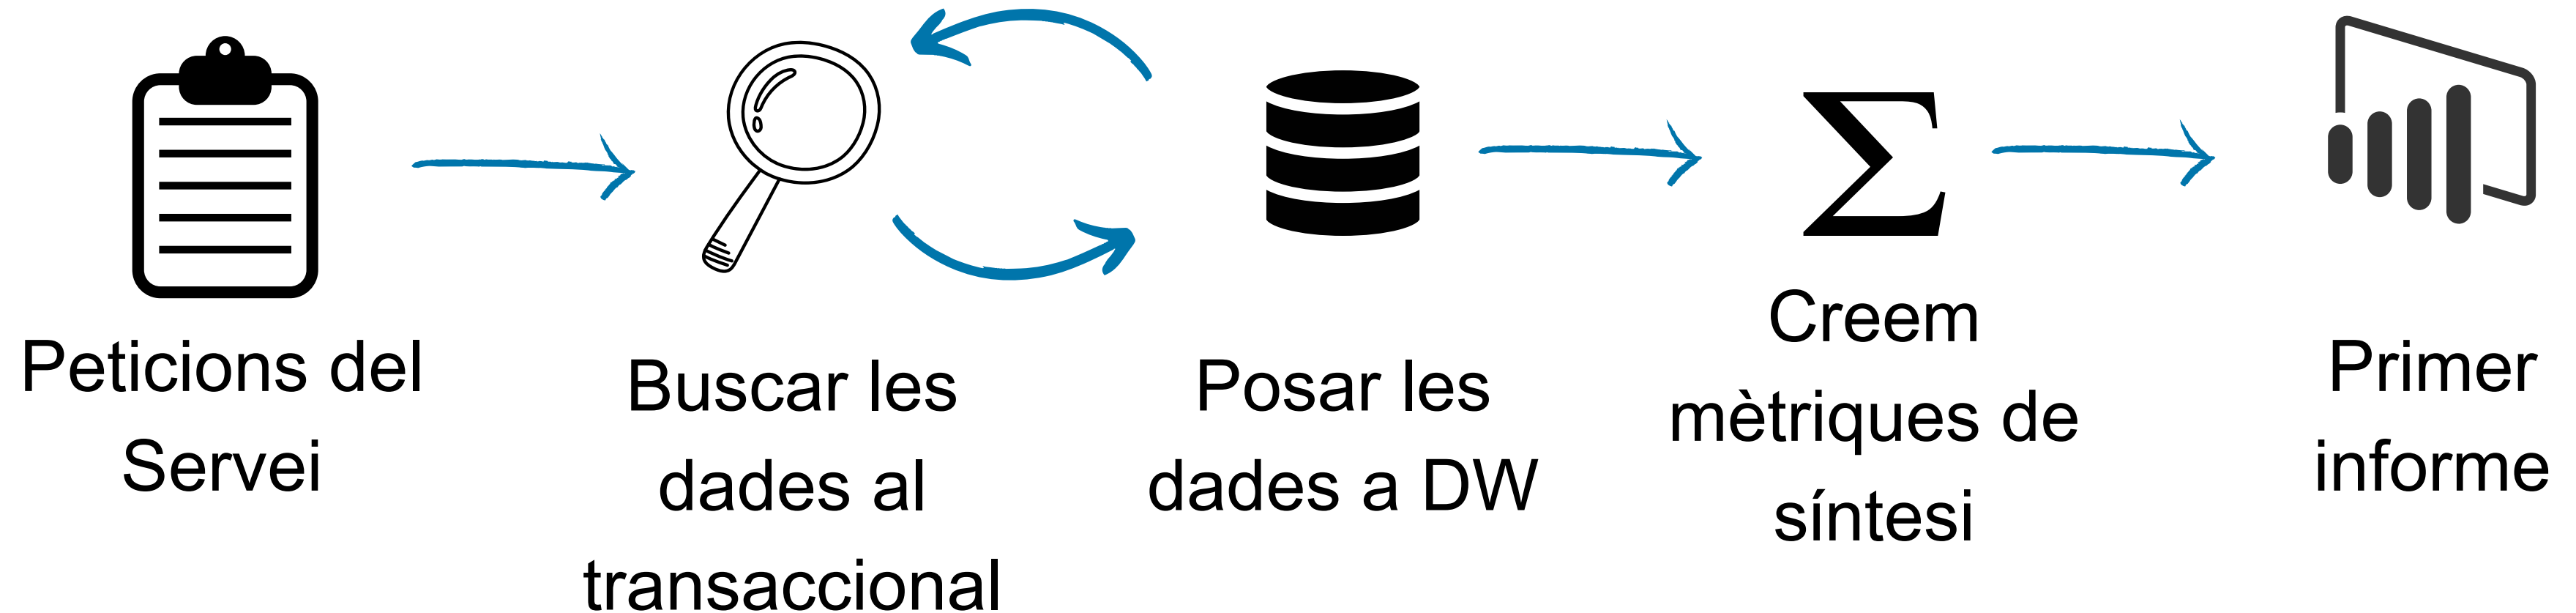 Peticions del
Servei
Buscar les
dades al
transaccional
Posar les
dades a DW
Creem
mètriques de
síntesi
Primer
informe